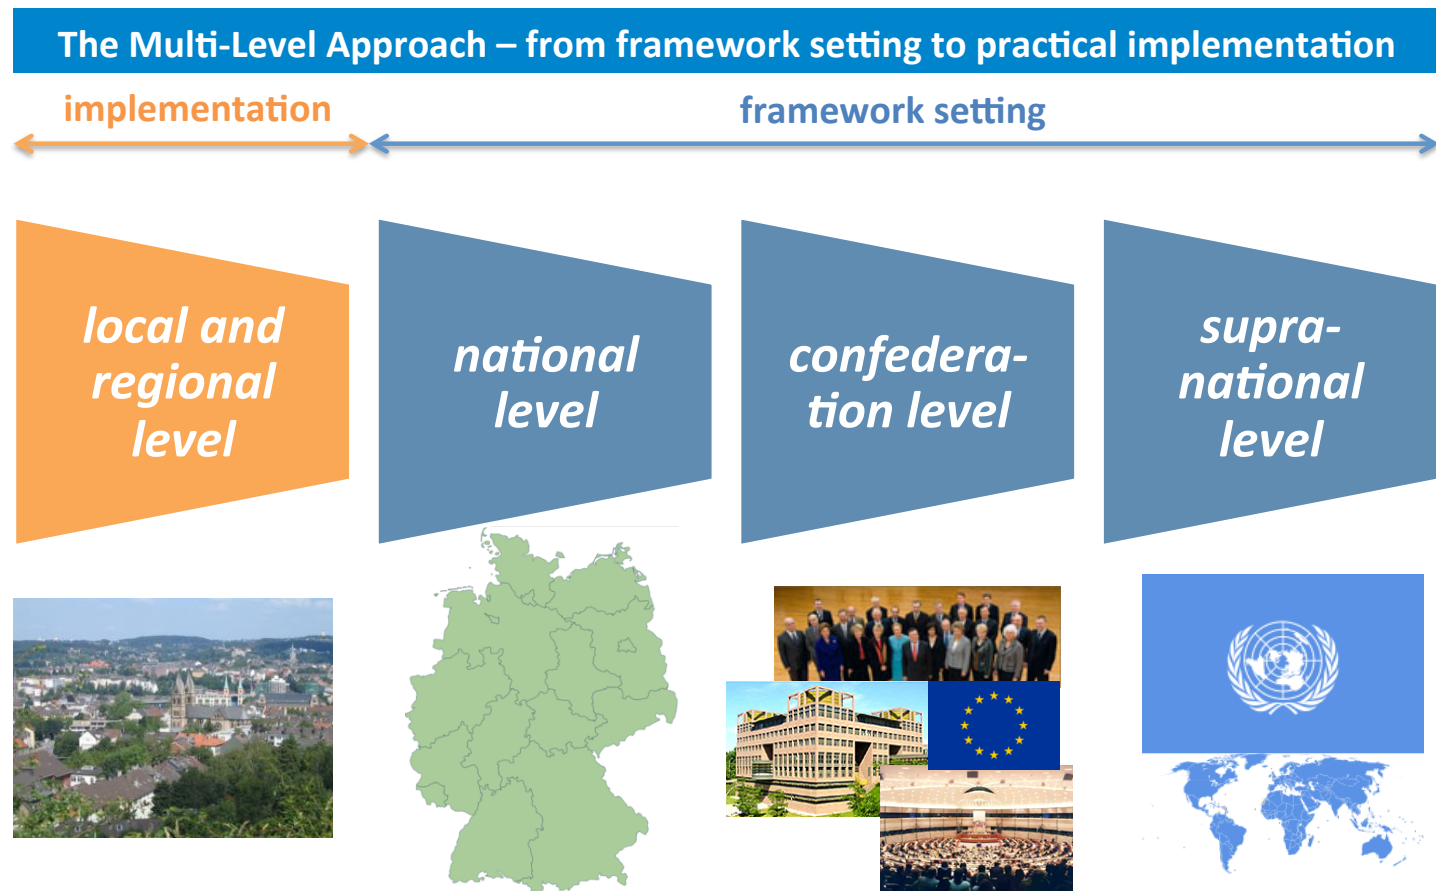 The Multi-Level Approach – from framework setting to practical implementation
implementation
framework setting
local and
regional
level
national
level
confedera-
tion level
supra-
national
level